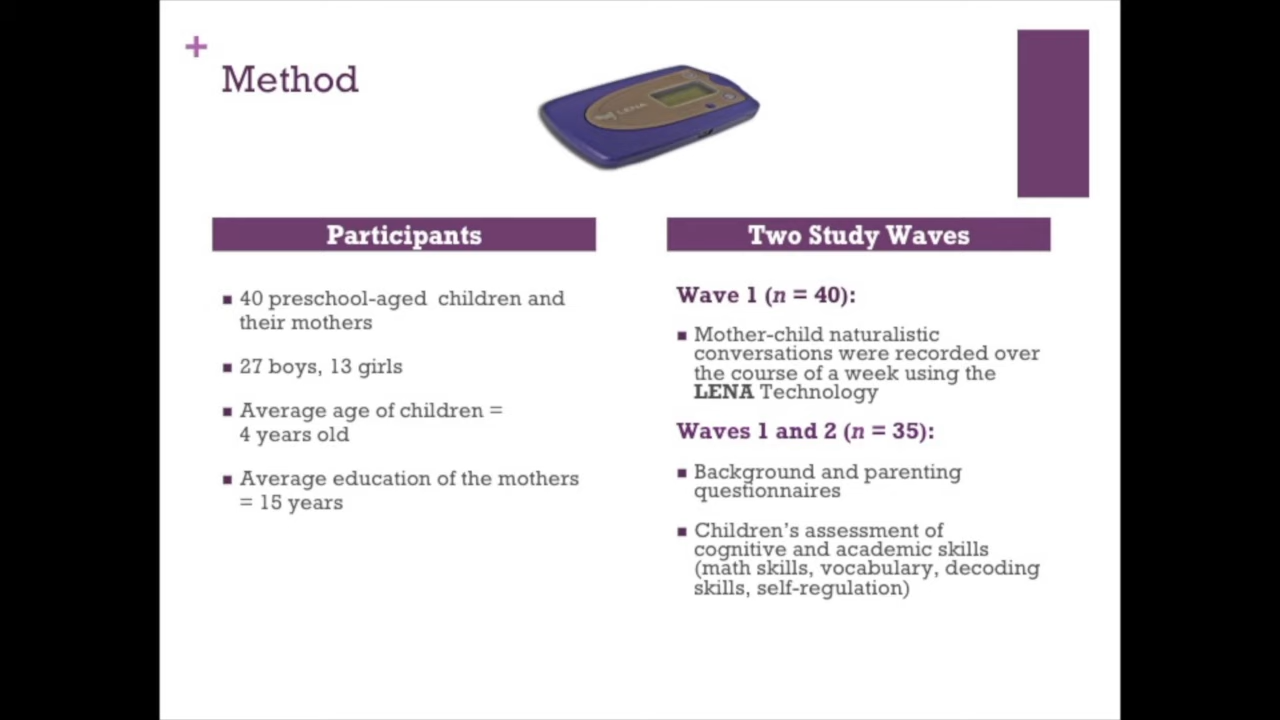 +
Method
LENA
Participants
40 preschool-aged children and
their mothers
27 boys, 13 girls
Average age of children =
4 years old
Average education of the mothers
= 15 years
Two Study Waves
Wave 1 (n = 40):
Mother-child naturalistic
conversations were recorded over
the course of a week using the
LENA Technology
Waves 1 and 2 (n = 35):
Background and parenting
questionnaires
Children’s assessment of
cognitive and academic skills
(math skills, vocabulary, decoding
skills, self-regulation)